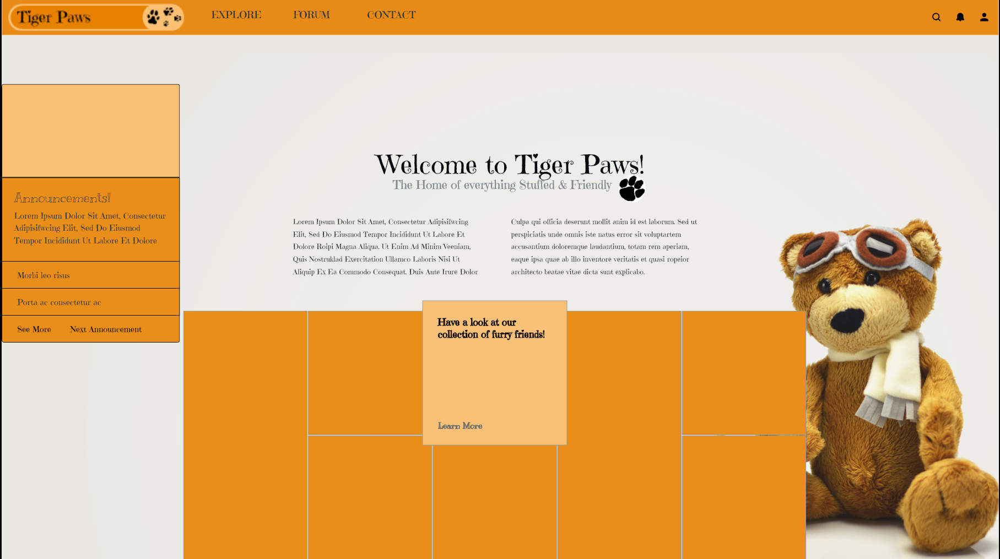 Tiger Paws
EXPLORE FORUM CONTACT
Announcements!
Lorem Ipsum Dolor Sit Amet, Consectetur
Adipisifwcing Elit, Sed Do Eiusmod
Tempor Incididunt Ut Labore Et Dolore
Morbi leo risus
Porta ac consectetur ac
See More Next Announcement
Welcome to Tiger Paws!
The Home of everything Stuffed & Friendly
Lorem Ipsum Dolor Sit Amet, Consectetur Adipisifwcing
Elit, Sed Do Eiusmod Tempor Incididunt Ut Labore Et
Dolore Roipi Magna Aliqua. Ut Enim Ad Minim Veeniam,
Quis Nostruklad Exercitation Ullamco Laboris Nisi Ut
Aliquip Ex Ea Commodo Consequat. Duis Aute Irure Dolor
Culpa qui officia deserunt mollit anim id est laborum. Sed ut
perspiciatis unde omnis iste natus error sit voluptartem
accusantium doloremque laudantium, totam rem aperiam,
eaque ipsa quae ab illo inventore veritatis et quasi ropeior
architecto beatae vitae dicta sunt explicabo.
Have a look at our
collection of furry friends!
Learn More